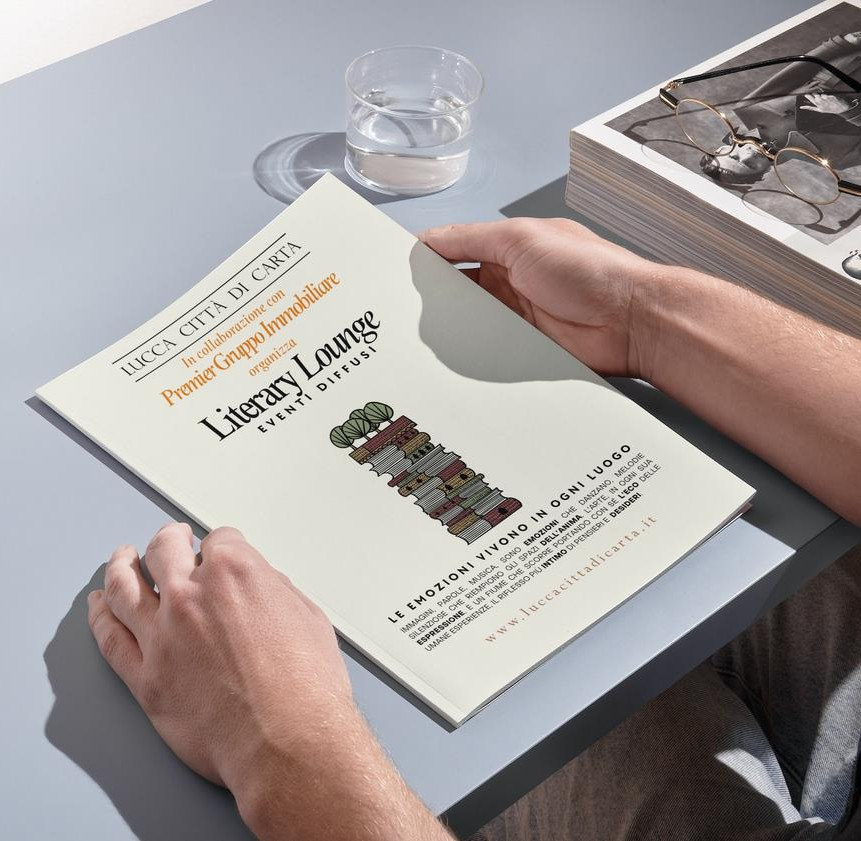 LUCCA CITTÀ DI CARTA
In collaborazione con
Premier Gruppo Immobiliare
organizza
Literary Lounge
EVENTI DIFFUSI
LE EMOZIONI VIVONO IN OGNI LUOGO
IMMAGINI, PAROLE, MUSICA, SONO EMOZIONI CHE DANZANO, MELODIE
SILENZIOSE CHE RIEMPIONO GLI SPAZI DELL'ANIMA. L'ARTE, IN OGNI SUA
ESPRESSIONE, È UN FIUME CHE SCORRE PORTANDO CON SÉ L'ECO DELLE
UMANE ESPERIENZE, IL RIFLESSO PIÙ INTIMO DI PENSIERI E DESIDERI
www.luccacittadicarta.it